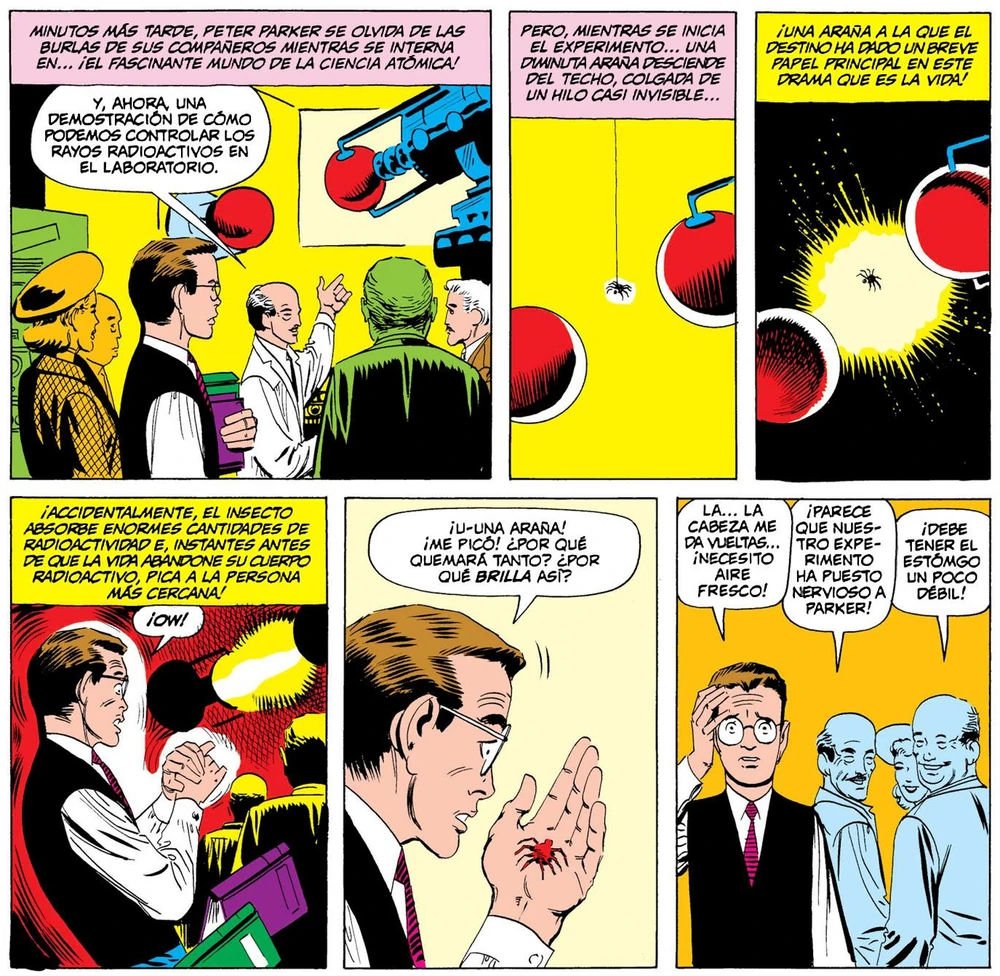 MINUTOS MÁS TARDE, PETER PARKER SE OLVIDA DE LAS
BURLAS DE SUS COMPAÑEROS MIENTRAS SE INTERNA
EN... ¡EL FASCINANTE MUNDO DE LA CIENCIA ATÓMICA!
Y, AHORA, UNA
DEMOSTRACIÓN DE CÓMO
PODEMOS CONTROLAR LOS
RAYOS RADIOACTIVOS EN
EL LABORATORIO.
PERO, MIENTRAS SE INICIA
EL EXPERIMENTO... UNA
DIMINUTA ARAÑA DESCIENDE
DEL TECHO, COLGADA DE
UN HILO CASI INVISIBLE...
¡UNA ARAÑA A LA QUE EL
DESTINO HA DADO UN BREVE
PAPEL PRINCIPAL EN ESTE
DRAMA QUE ES LA VIDA!
¡ACCIDENTALMENTE, EL INSECTO
ABSORBE ENORMES CANTIDADES DE
RADIOACTIVIDAD E, INSTANTES ANTES
DE QUE LA VIDA ABANDONE SU CUERPO
RADIOACTIVO, PICA A LA PERSONA
MÁS CERCANA!
¡OW!
¡U-UNA ARAÑA!
¡ME PICÓ! ¿POR QUÉ
QUEMARÁ TANTO? ¿POR
QUÉ BRILLA ASÍ?
LA... LA
CABEZA ME
DA VUELTAS...
¡NECESITO
AIRE
FRESCO!
¡PARECE
QUE NUES-
TRO EXPE-
RIMENTO
HA PUESTO
NERVIOSO A
PARKER!
¡DEBE
TENER EL
ESTÓMGO
UN POCO
DÉBIL!